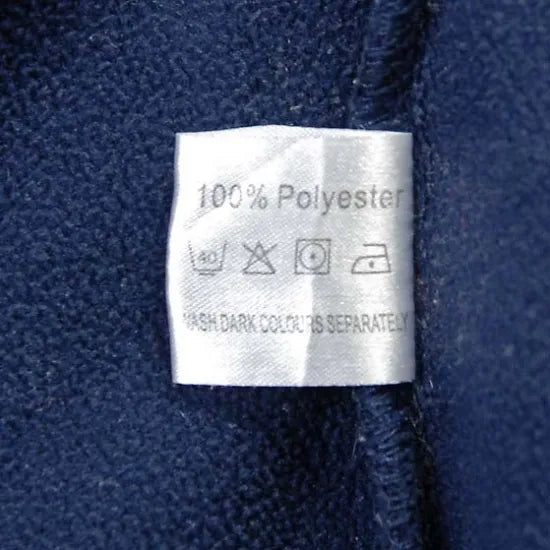 100% Polyester
40
WASH DARK COLOURS SEPARATELY